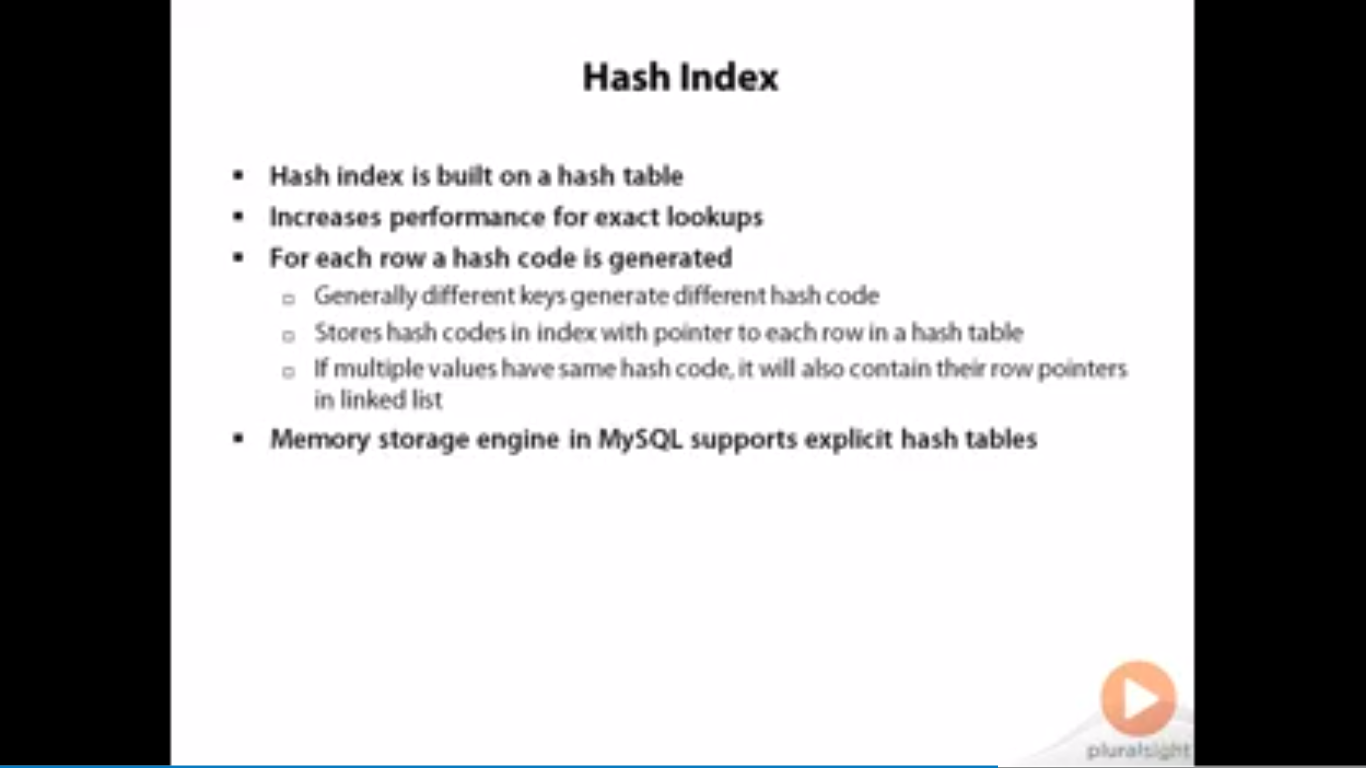 Hash Index
▪ Hash index is built on a hash table
▪ Increases performance for exact lookups
▪ For each row a hash code is generated
▫ Generally different keys generate different hash code
▫ Stores hash codes in index with pointer to each row in a hash table
▫ If multiple values have same hash code, it will also contain their row pointers
in linked list
▪ Memory storage engine in MySQL supports explicit hash tables
pluralsight